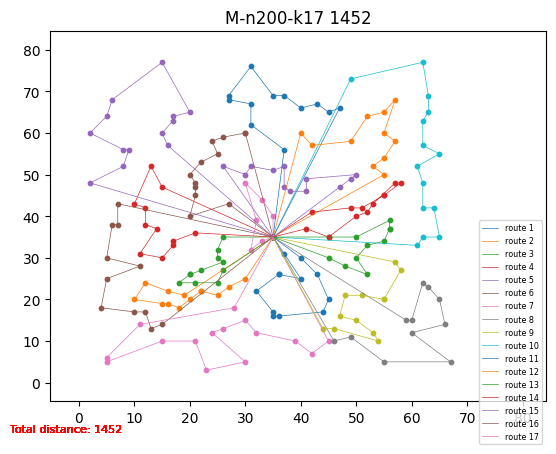 M-n200-k17 1452
80
70
60
50
40
30
20
10
0
0
10
20
30
40
50
60
70
80
route 1
route 2
route 3
route 4
route 5
route 6
route 7
route 8
route 9
route 10
route 11
route 12
route 13
route 14
route 15
route 16
route 17
Total distance: 1452